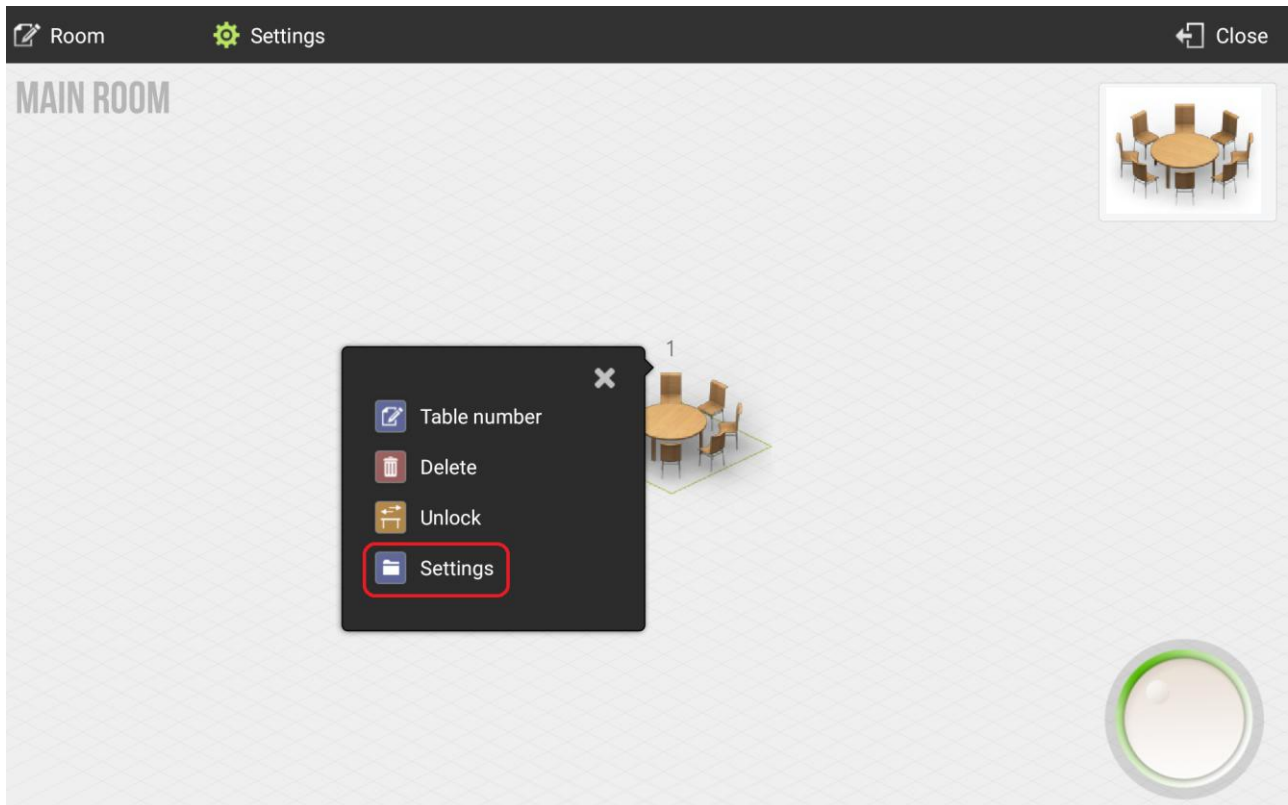 Room
Settings
Close
MAIN ROOM
1
Table number
Delete
Unlock
Settings